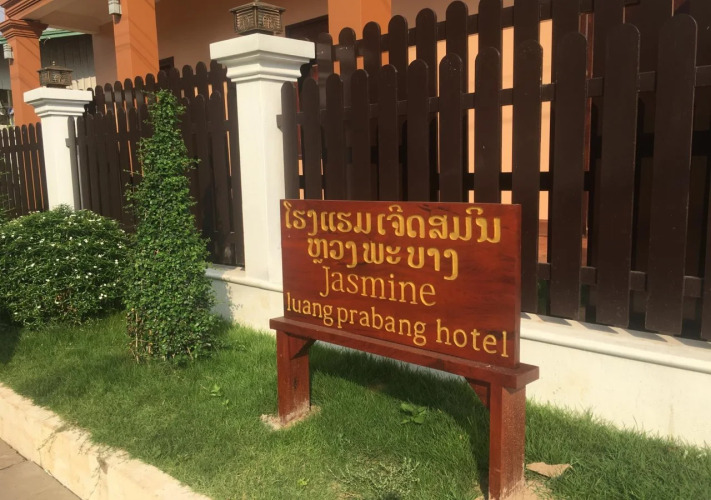 ໂຮງແຮມ ເຈີດສມີນ
ຫຼວງພະບາງ
Jasmine
luang prabang hotel